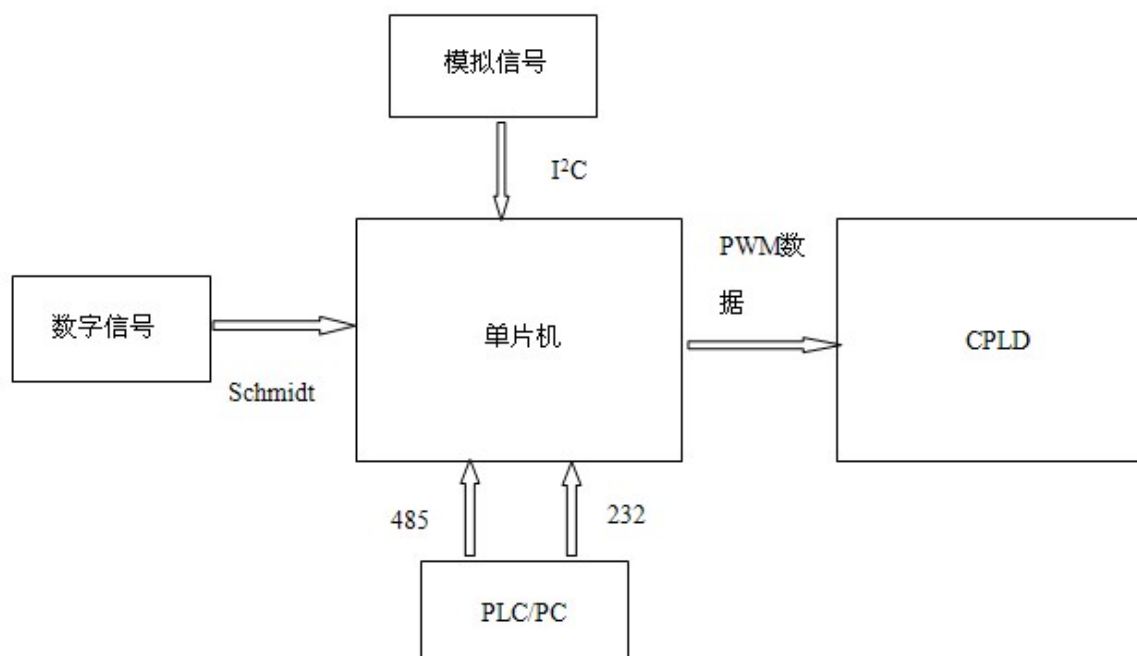 模拟信号
I²C
PWM数
据
数字信号
单片机
CPLD
Schmidt
485
232
PLC/PC